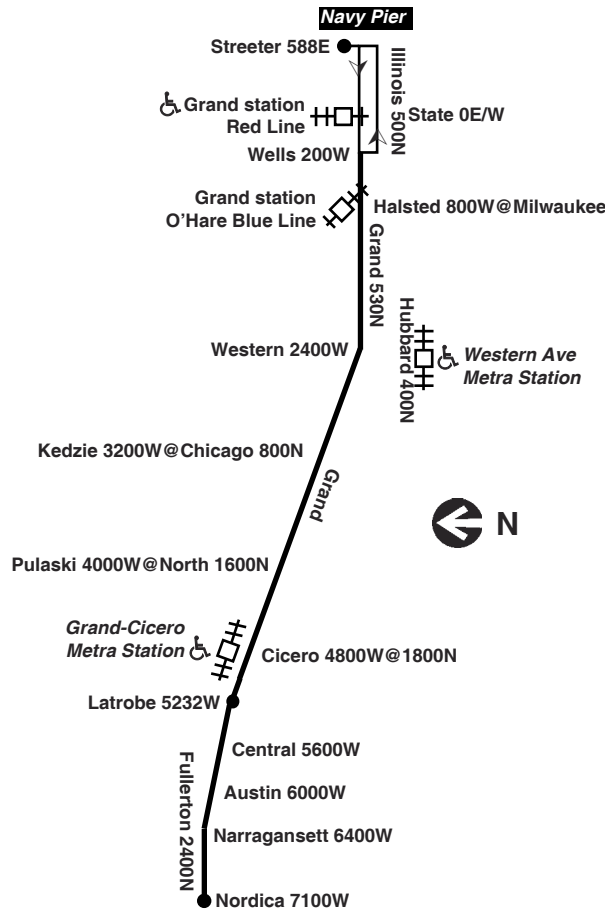 Navy Pier
Streeter 588E
Illinois 500N
Grand station
Red Line
State 0E/W
Wells 200W
Grand station
O’Hare Blue Line
Halsted 800W@Milwaukee
Grand 530N
Hubbard 400N
Western 2400W
Western Ave
Metra Station
Kedzie 3200W@Chicago 800N
Grand
N
Pulaski 4000W@North 1600N
Grand-Cicero
Metra Station
Cicero 4800W@1800N
Latrobe 5232W
Central 5600W
Fullerton 2400N
Austin 6000W
Narragansett 6400W
Nordica 7100W